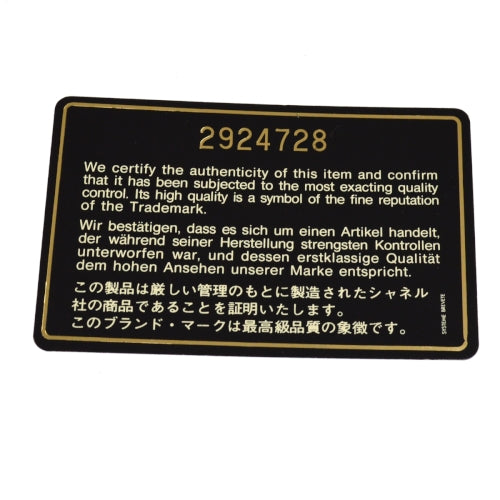 2924728
We certify the authenticity of this item and confirm
that it has been subjected to the most exacting quality
control. Its high quality is a symbol of the fine reputation
of the Trademark.
Wir bestätigen, dass es sich um einen Artikel handelt,
der während seiner Herstellung strengsten Kontrollen
unterworfen war, und dessen erstklassige Qualität
dem hohen Ansehen unserer Marke entspricht.
この製品は厳しい管理のもとに製造されたシャネル
社の商品であることを証明いたします。
このブランド・マークは最高級品質の象徴です。
SYSTEME BREVETE